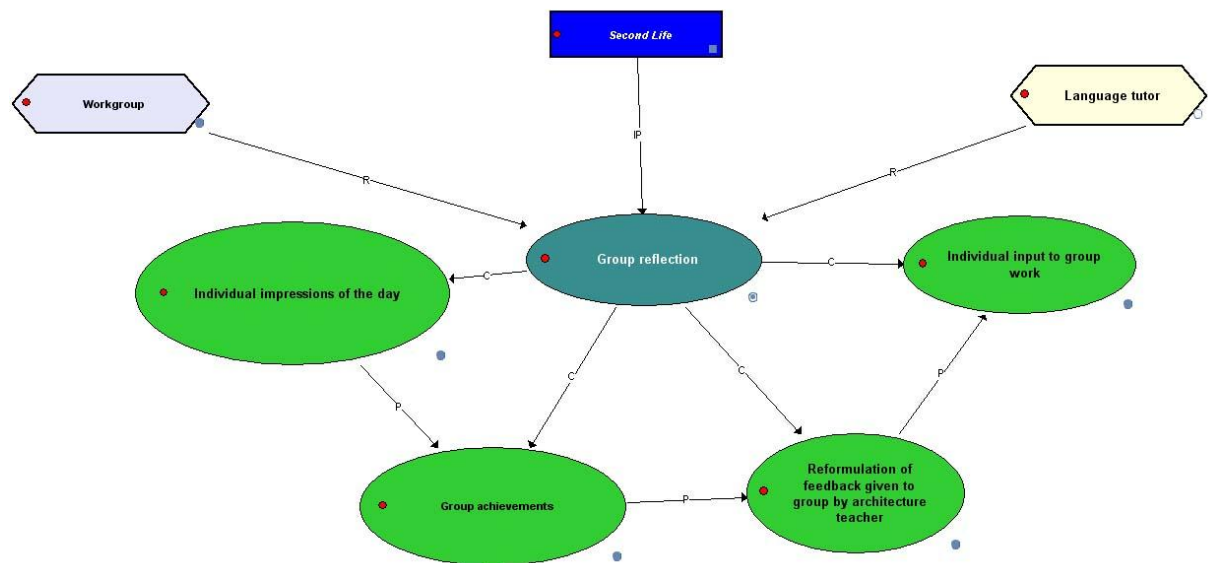 Second Life
Workgroup
Language tutor
IP
R
R
Group reflection
Individual input to group
work
C
C
Individual impressions of the day
C
C
P
P
Reformulation of
feedback given to
group by architecture
teacher
Group achievements
P